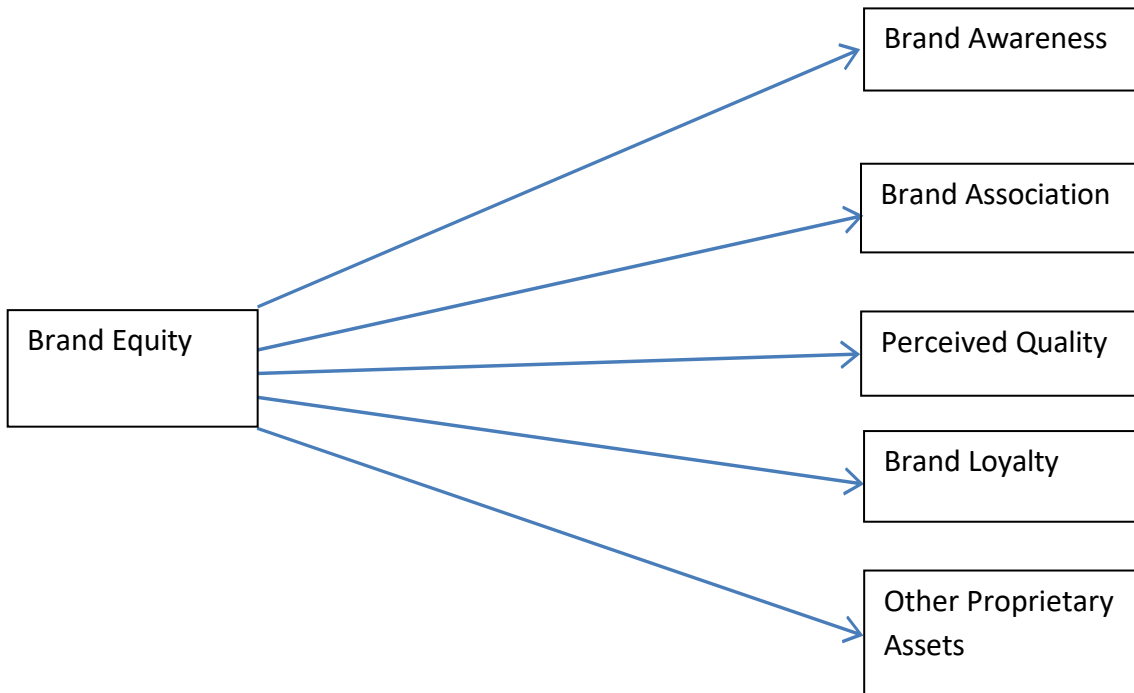 Brand Awareness
Brand Association
Brand Equity
Perceived Quality
Brand Loyalty
Other Proprietary
Assets